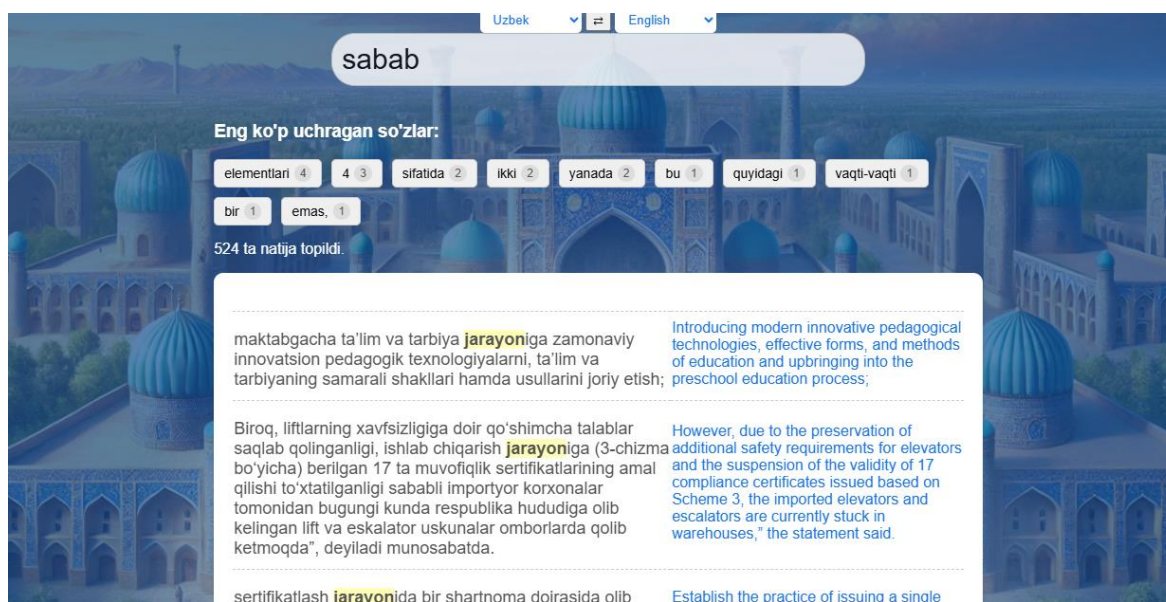 Uzbek ⇄ English
sabab
Eng ko'p uchragan so'zlar:
elementlari 4 4 3 sifatida 2 ikki 2 yanada 2 bu 1 quyidagi 1 vaqti-vaqti 1
bir 1 emas, 1
524 ta natija topildi.
maktabgacha ta’lim va tarbiya jarayoniga zamonaviy
innovatsion pedagogik texnologiyalarni, ta’lim va
tarbiyaning samarali shakllari hamda usullarini joriy etish;
Introducing modern innovative pedagogical
technologies, effective forms, and methods
of education and upbringing into the
preschool education process;
Biroq, liftlarning xavfsizligiga doir qo‘shimcha talablar
saqlab qolinganligi, ishlab chiqarish jarayoniga (3-chizma
bo‘yicha) berilgan 17 ta muvofiqlik sertifikatlarining amal
qilishi to‘xtatilganligi sababli importyor korxonalar
tomonidan bugungi kunda respublika hududiga olib
kelingan lift va eskalator uskunalar omborlarda qolib
ketmoqda”, deyiladi munosabatda.
However, due to the preservation of
additional safety requirements for elevators
and the suspension of the validity of 17
compliance certificates issued based on
Scheme 3, the imported elevators and
escalators are currently stuck in
warehouses,” the statement said.
sertifikatlash jarayonida bir shartnoma doirasida olib
Establish the practice of issuing a single